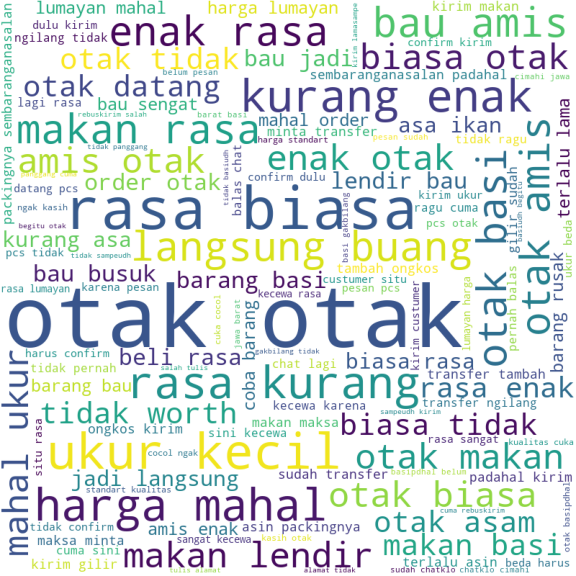 lumayan mahal
harga lumayan
kirim makan
dulu kirim
enak rasa
bau amis
ngilang tidak
otak tidak
bau jadi
confirm kirim
biasa otak
kirim lamasampe
belum pesan
otak datang
sembaranganasalan padahal
cimahi jawa
packingnya sembaranganasalan
lagi rasa
bau sengat
kurang enak
rebuskirim salah
barat basi
makan rasa
mahal order
minta transfer
pesan sudah
asa ikan
tidak ragu
harga standart
tidak panggang
amis otak
enak otak
terlalu lama
order otak
balas chat
tidak basiudh
confirm dulu
lendir bau
gilir sudah
otak basi
otak amis
basiudh begitu
datang pcs
ngak kasih
rasa biasa
basi gakbilang
kirim ukur
ragu cuma
begitu otak
pcs otak
kurang asa
langsung buang
ukur beda
pcs tidak
tidak sampeudh
tambah ongkos
bau busuk
barang basi
custumer situ
pesan pcs
rasa lumayan
karena pesan
kecewa rasa
lumayan harga
pernah balas
barang rusak
otak otak
cuka cocol
jawa barat
kirim custumer
harus confirm
gakbilang tidak
beli rasa
coba barang
biasa rasa
tidak pernah
salah tulis
chat lagi
transfer tambah
barang bau
rasa kurang
rasa enak
mahal ukur
tidak worth
kecewa karena
transfer ngilang
sampeudh kirim
makan maksa
biasa tidak
ongkos kirim
sini kecewa
rasa sangat
kualitas cuka
situ rasa
ukur kecil
cocol ngak
otak makan
basipdhal belum
jadi langsung
sudah transfer
padahal kirim
standart kualitas
otak biasa
harga mahal
cuma rebuskirim
otak basipdhal
tidak confirm
amis enak
asin packingnya
otak asam
maksa minta
sangat kecewa
kasih otak
makan basi
cuma sini
makan lendir
terlalu asin
beda harus
kirim gilir
tulis alamat
alamat tidak
sudah chatklo
chatklo cimahi